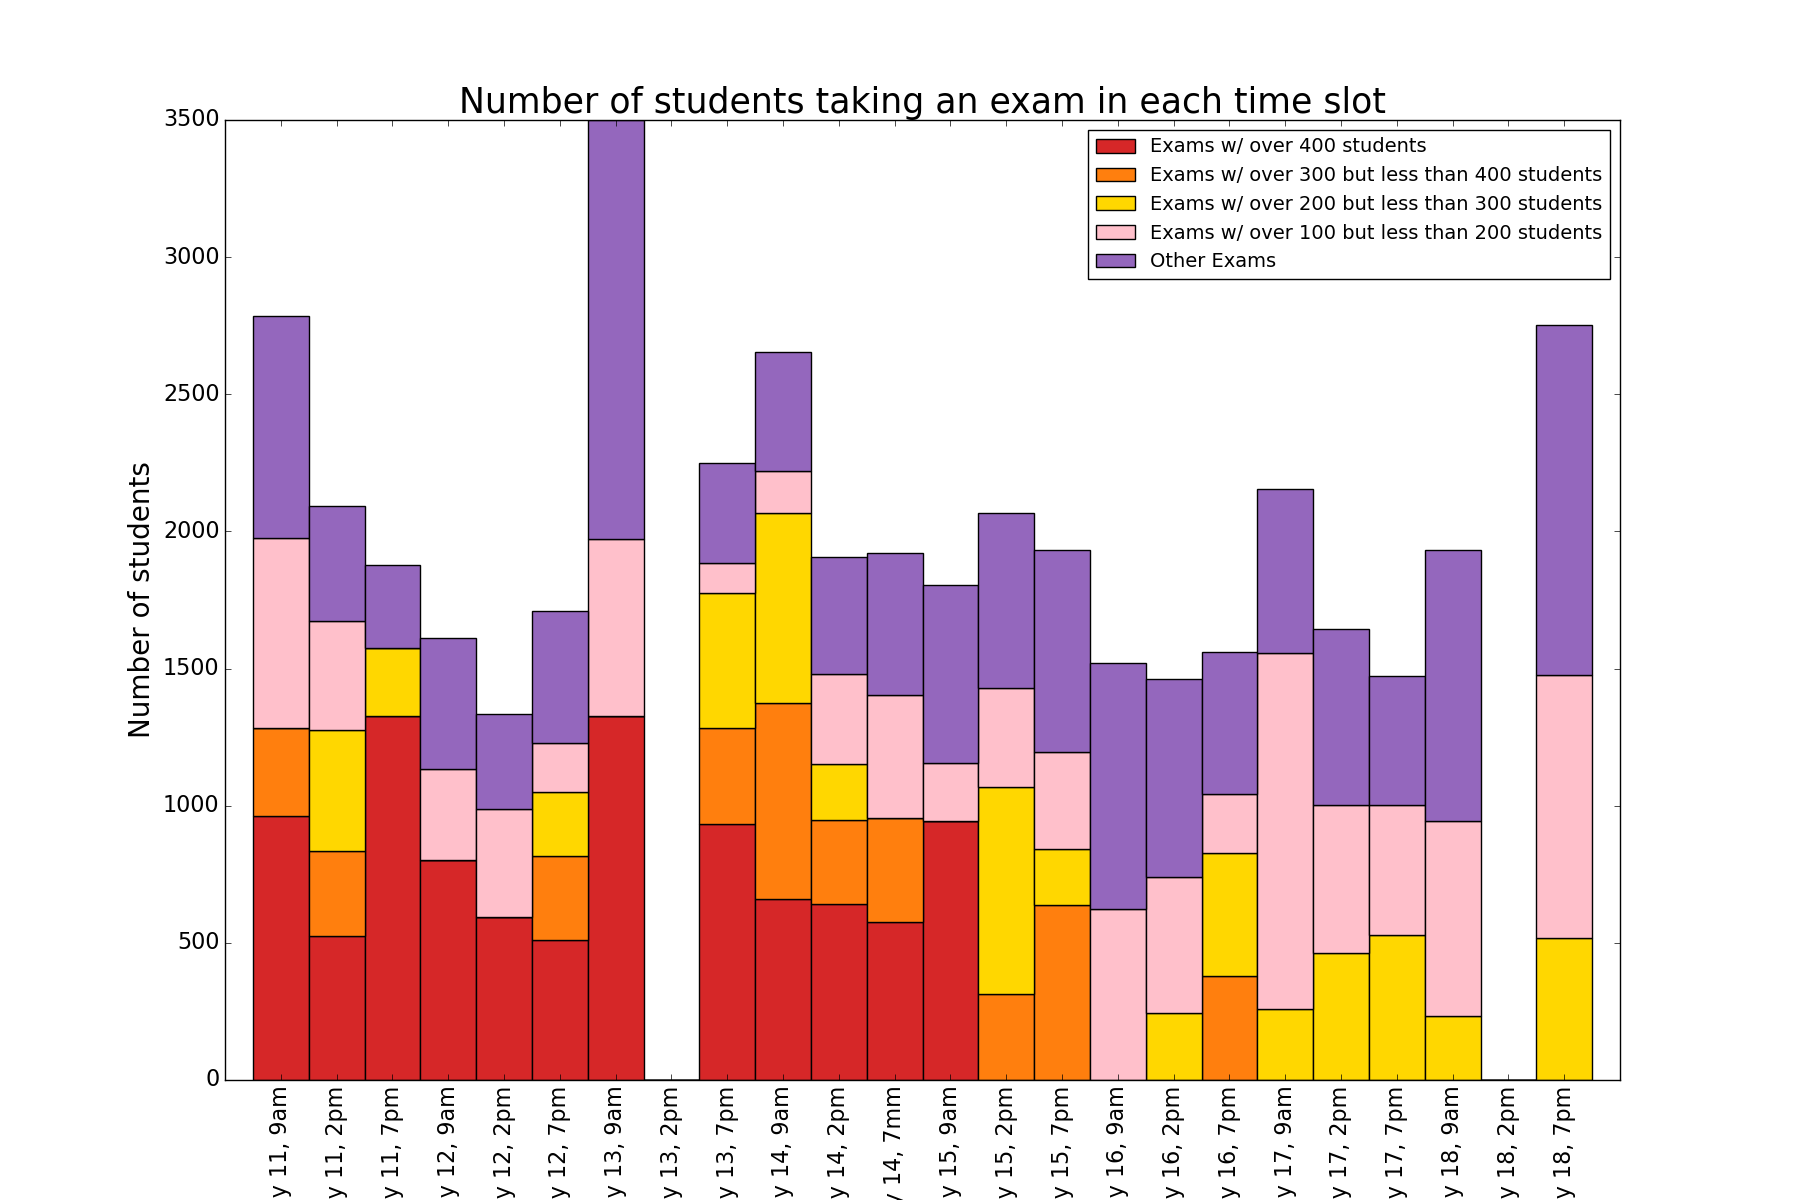 Number of students taking an exam in each time slot
Exams w/ over 400 students
Exams w/ over 300 but less than 400 students
Exams w/ over 200 but less than 300 students
Exams w/ over 100 but less than 200 students
Other Exams
Number of students
3500
3000
2500
2000
1500
1000
500
0
y 11, 9am
y 11, 2pm
y 11, 7pm
y 12, 9am
y 12, 2pm
y 12, 7pm
y 13, 9am
y 13, 2pm
y 13, 7pm
y 14, 9am
y 14, 2pm
y 14, 7mm
y 15, 9am
y 15, 2pm
y 15, 7pm
y 16, 9am
y 16, 2pm
y 16, 7pm
y 17, 9am
y 17, 2pm
y 17, 7pm
y 18, 9am
y 18, 2pm
y 18, 7pm